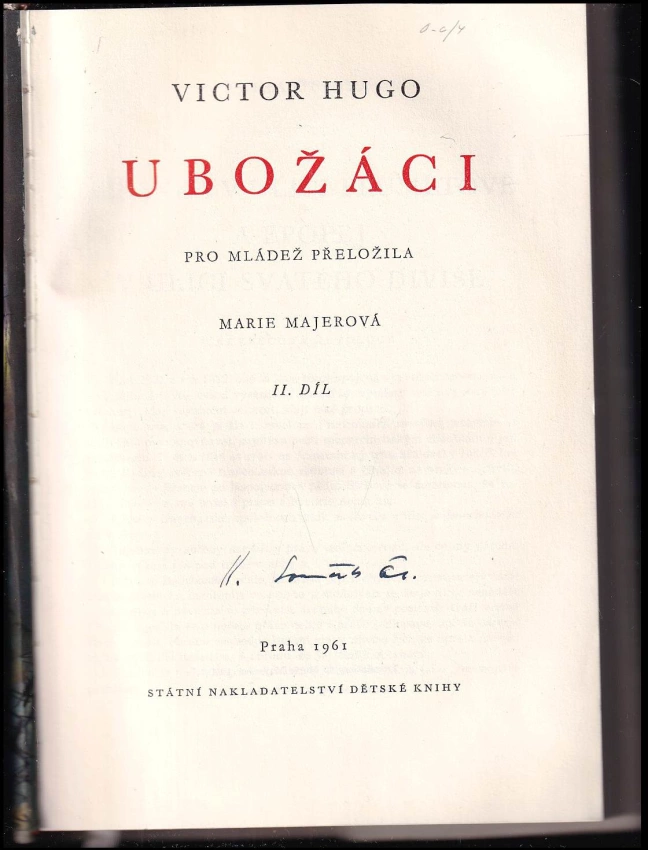 VICTOR HUGO
UBOŽÁCI
PRO MLÁDEŽ PŘELOŽILA
MARIE MAJEROVÁ
II. DÍL
Praha 1961
STÁTNÍ NAKLADATELSTVÍ DĚTSKÉ KNIHY